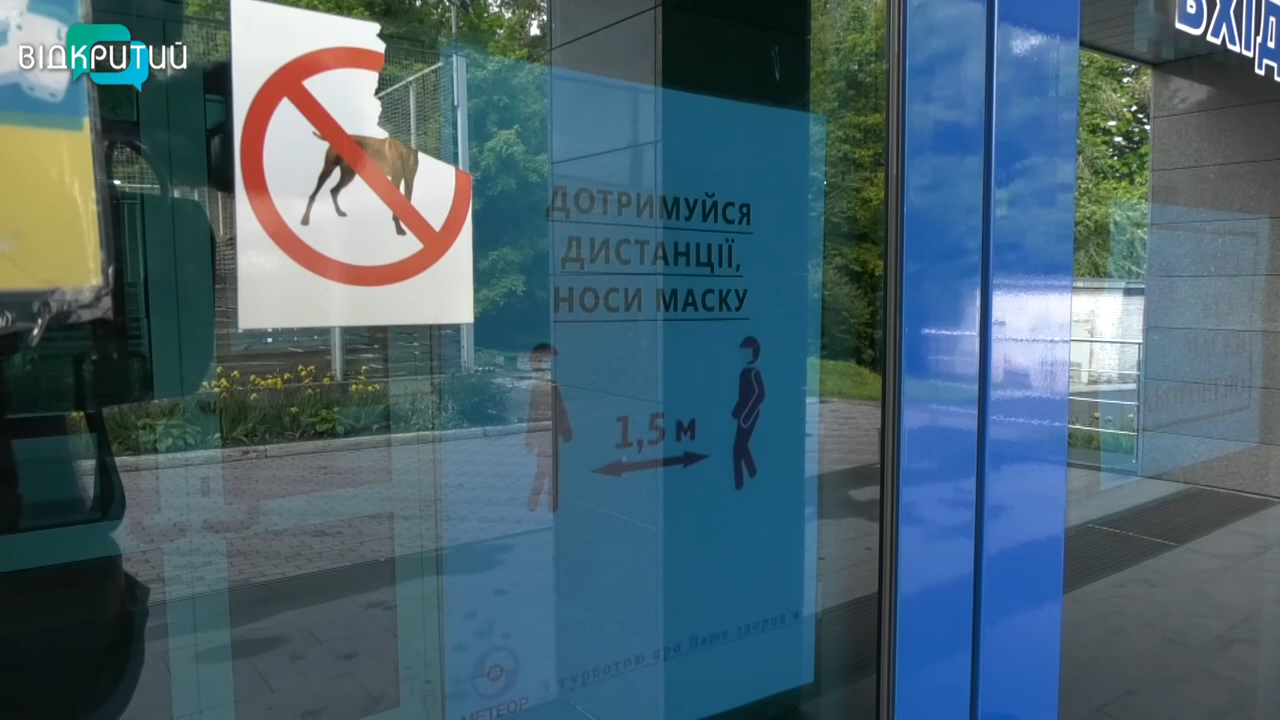 ВІДКРИТИЙ
ВХІД
ДОТРИМУЙСЯ
ДИСТАНЦІЇ,
НОСИ МАСКУ
1,5 м
з турботою про Ваше здоров'я
МЕТЕОР